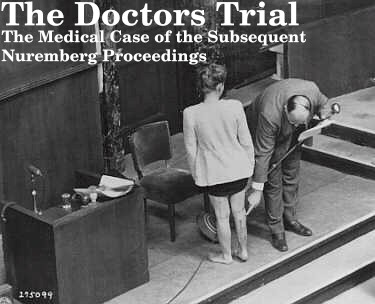 The Doctors Trial
The Medical Case of the Subsequent
Nuremberg Proceedings
275099